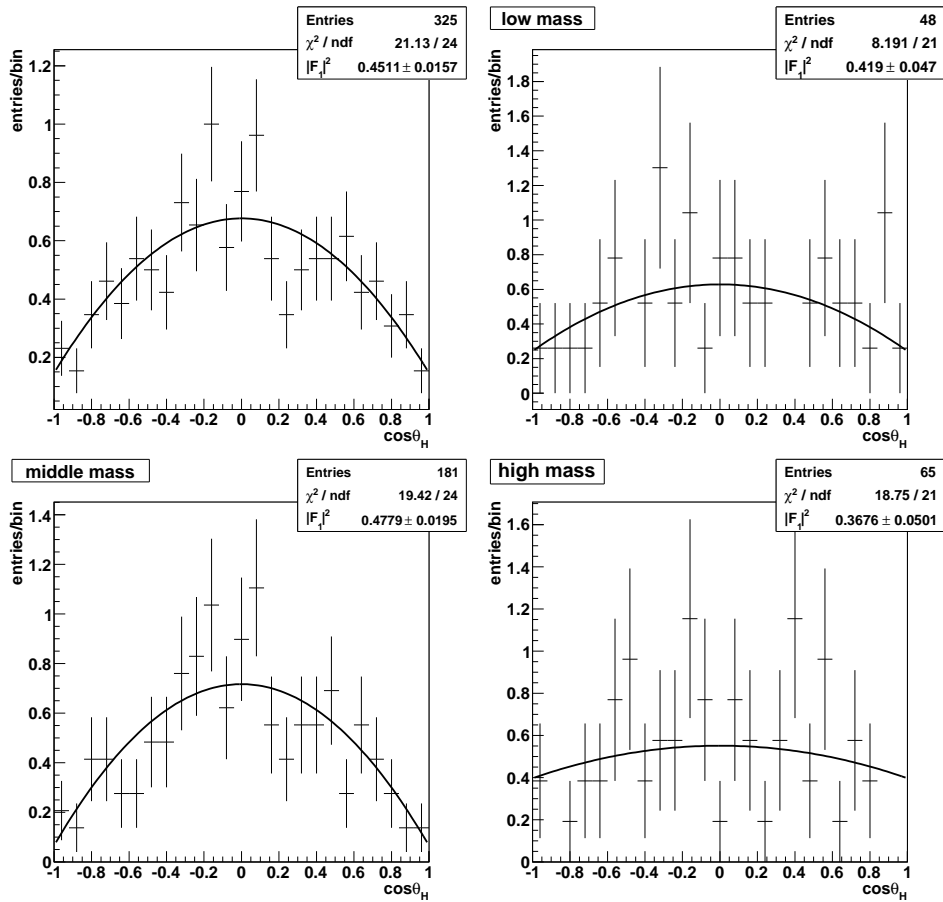 Entries 325
χ² / ndf 21.13 / 24
|F₁|² 0.4511 ± 0.0157
entries/bin
1.2
1
0.8
0.6
0.4
0.2
-1 -0.8 -0.6 -0.4 -0.2 0 0.2 0.4 0.6 0.8 1
cosθ_H
low mass
Entries 48
χ² / ndf 8.191 / 21
|F₁|² 0.419 ± 0.047
entries/bin
1.8
1.6
1.4
1.2
1
0.8
0.6
0.4
0.2
0
-1 -0.8 -0.6 -0.4 -0.2 0 0.2 0.4 0.6 0.8 1
cosθ_H
middle mass
Entries 181
χ² / ndf 19.42 / 24
|F₁|² 0.4779 ± 0.0195
entries/bin
1.4
1.2
1
0.8
0.6
0.4
0.2
0
-1 -0.8 -0.6 -0.4 -0.2 0 0.2 0.4 0.6 0.8 1
cosθ_H
high mass
Entries 65
χ² / ndf 18.75 / 21
|F₁|² 0.3676 ± 0.0501
entries/bin
1.6
1.4
1.2
1
0.8
0.6
0.4
0.2
0
-1 -0.8 -0.6 -0.4 -0.2 0 0.2 0.4 0.6 0.8 1
cosθ_H